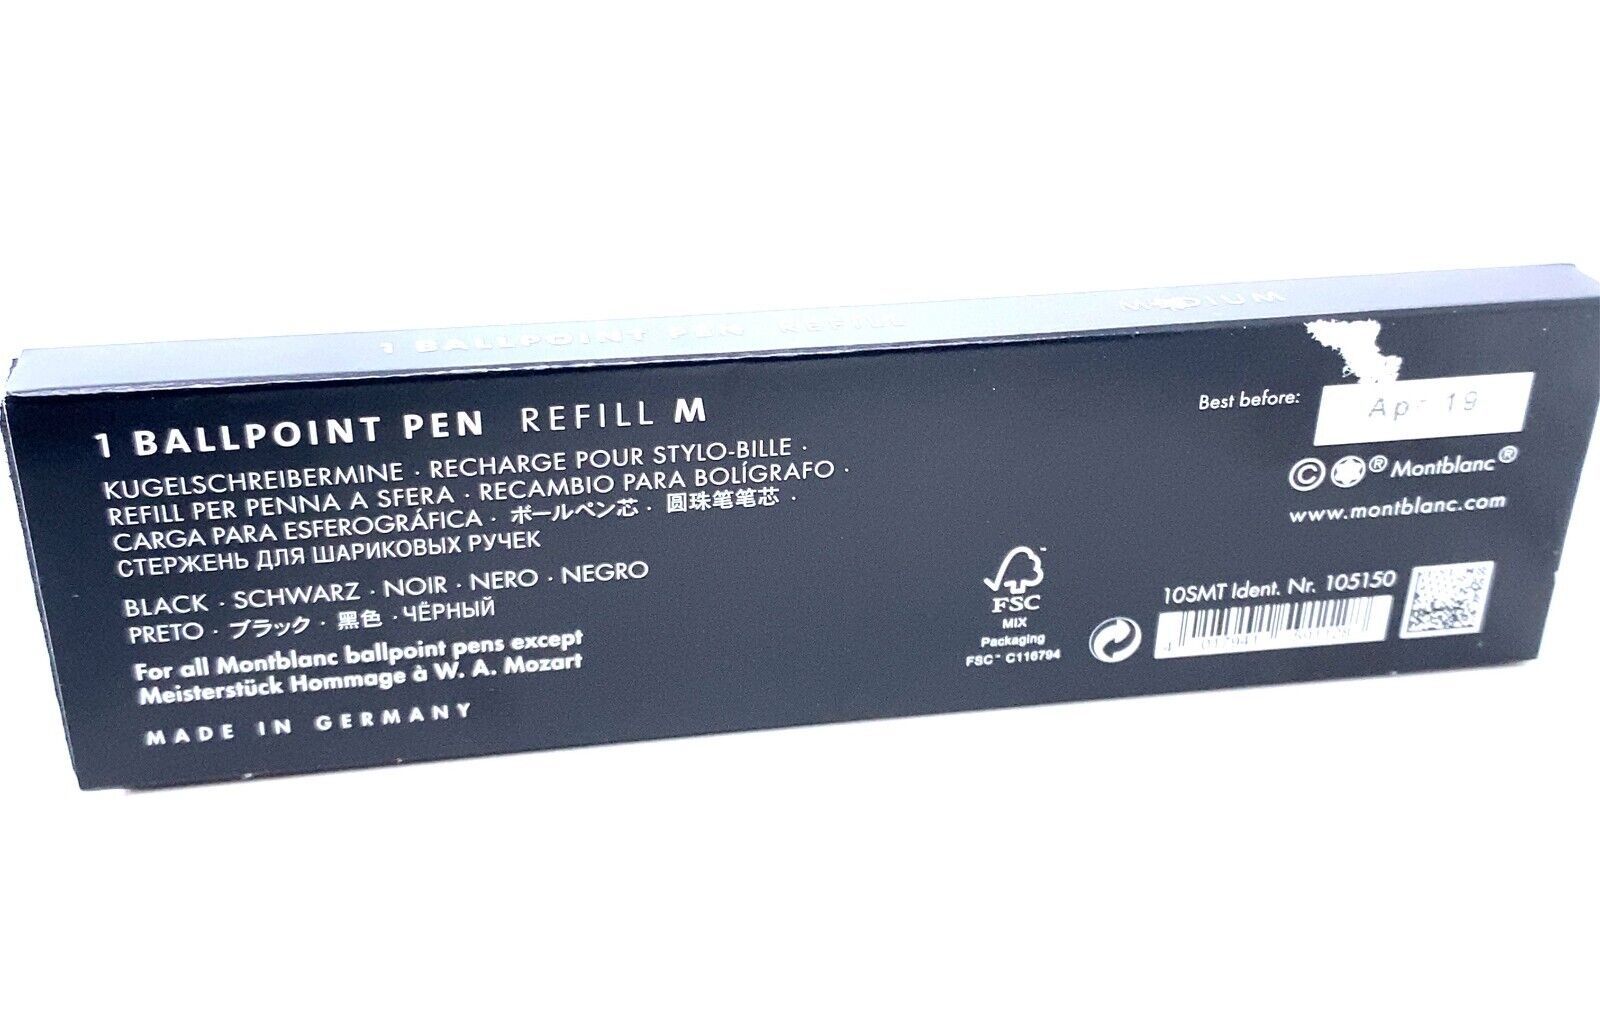 1 BALLPOINT PEN REFILL MEDIUM
1 BALLPOINT PEN REFILL M
KUGELSCHREIBERMINE · RECHARGE POUR STYLO-BILLE ·
REFILL PER PENNA A SFERA · RECAMBIO PARA BOLÍGRAFO ·
CARGA PARA ESFEROGRÁFICA · ボールペン芯 · 圆珠笔笔芯 ·
СТЕРЖЕНЬ ДЛЯ ШАРИКОВЫХ РУЧЕК
BLACK · SCHWARZ · NOIR · NERO · NEGRO
PRETO · ブラック · 黑色 · ЧЁРНЫЙ
For all Montblanc ballpoint pens except
Meisterstück Hommage à W. A. Mozart
MADE IN GERMANY
FSC™
MIX
Packaging
FSC™ C116794
Best before: Apr 19
© ® Montblanc®
www.montblanc.com
10SMT Ident. Nr. 105150